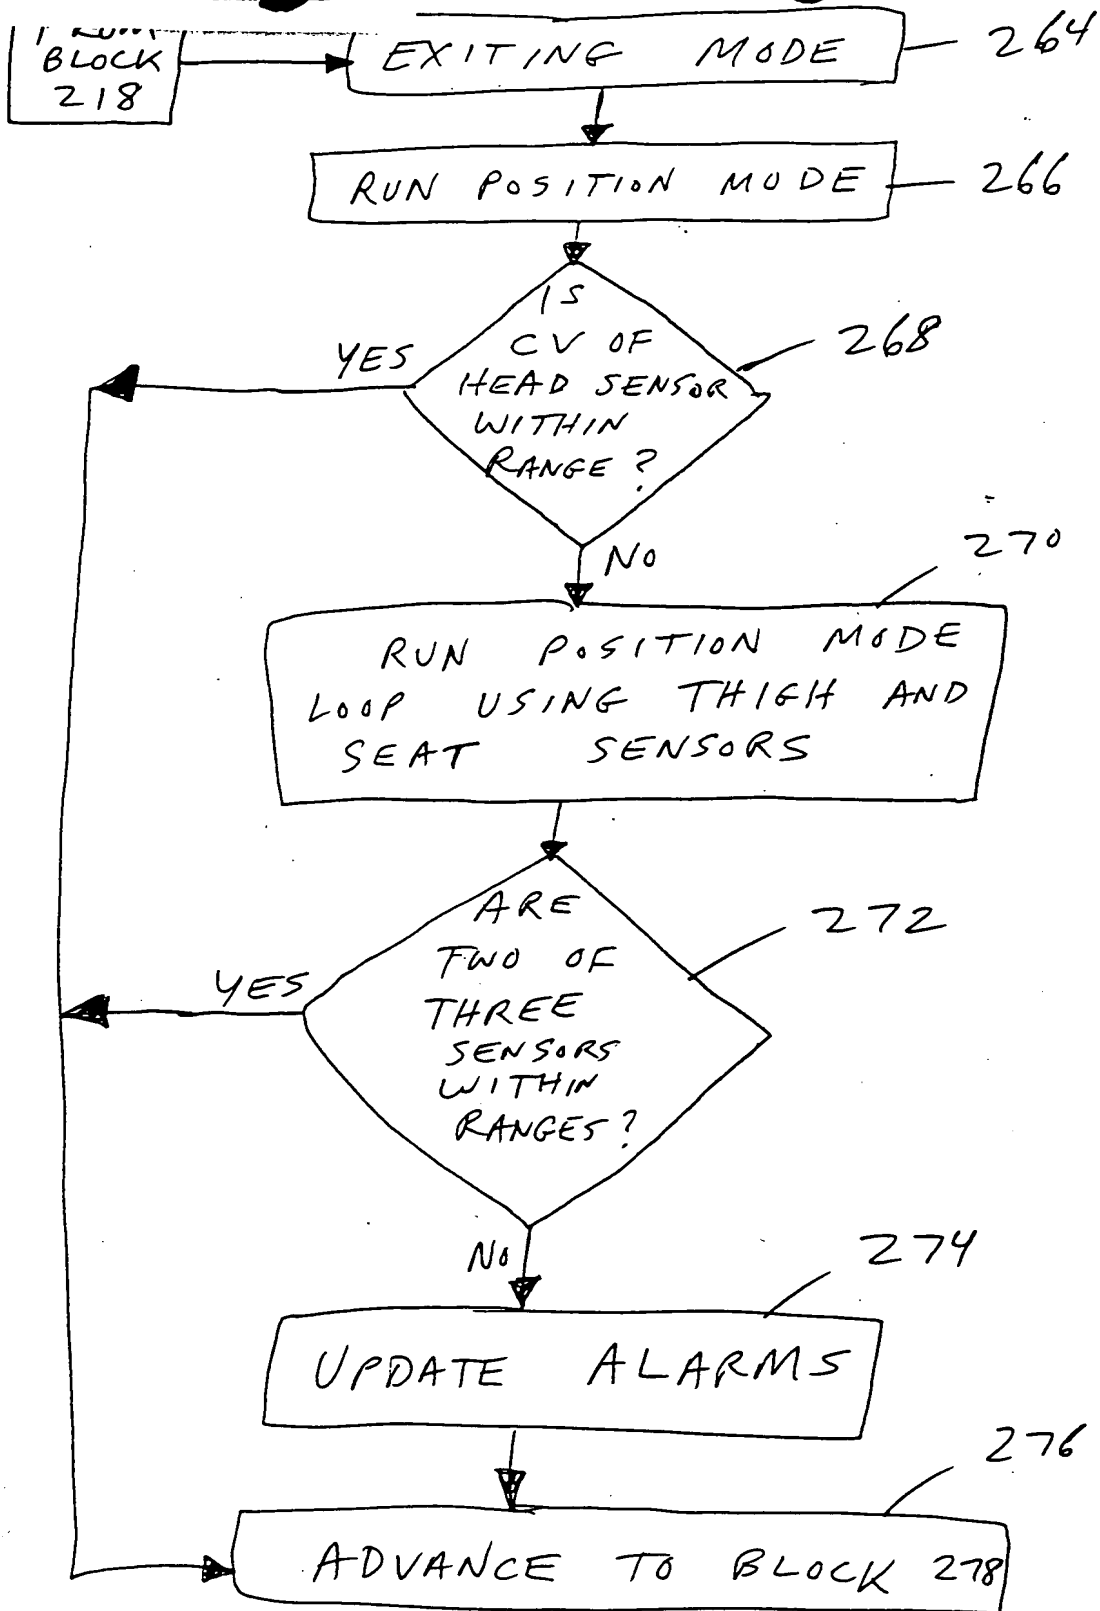 FROM
BLOCK
218
EXITING MODE
264
RUN POSITION MODE
266
IS
CV OF
HEAD SENSOR
WITHIN
RANGE?
268
YES
NO
270
RUN POSITION MODE
LOOP USING THIGH AND
SEAT SENSORS
ARE
TWO OF
THREE
SENSORS
WITHIN
RANGES?
272
YES
NO
274
UPDATE ALARMS
276
ADVANCE TO BLOCK 278